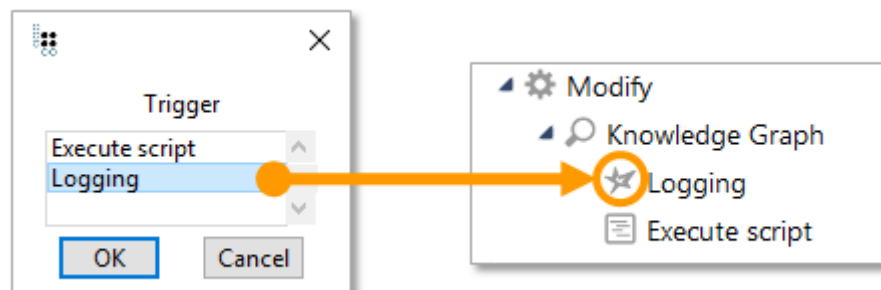 Trigger
Execute script
Logging
OK
Cancel
Modify
Knowledge Graph
Logging
Execute script